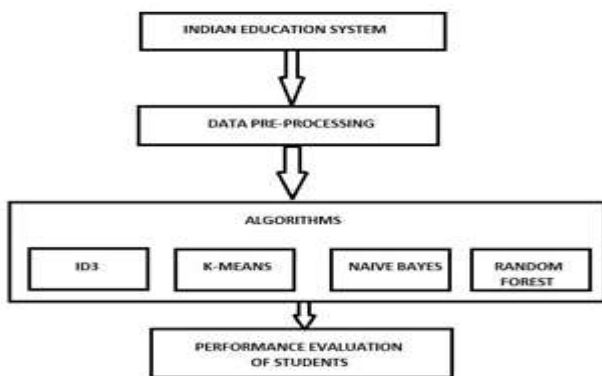 INDIAN EDUCATION SYSTEM
DATA PRE-PROCESSING
ALGORITHMS
ID3
K-MEANS
NAIVE BAYES
RANDOM
FOREST
PERFORMANCE EVALUATION
OF STUDENTS